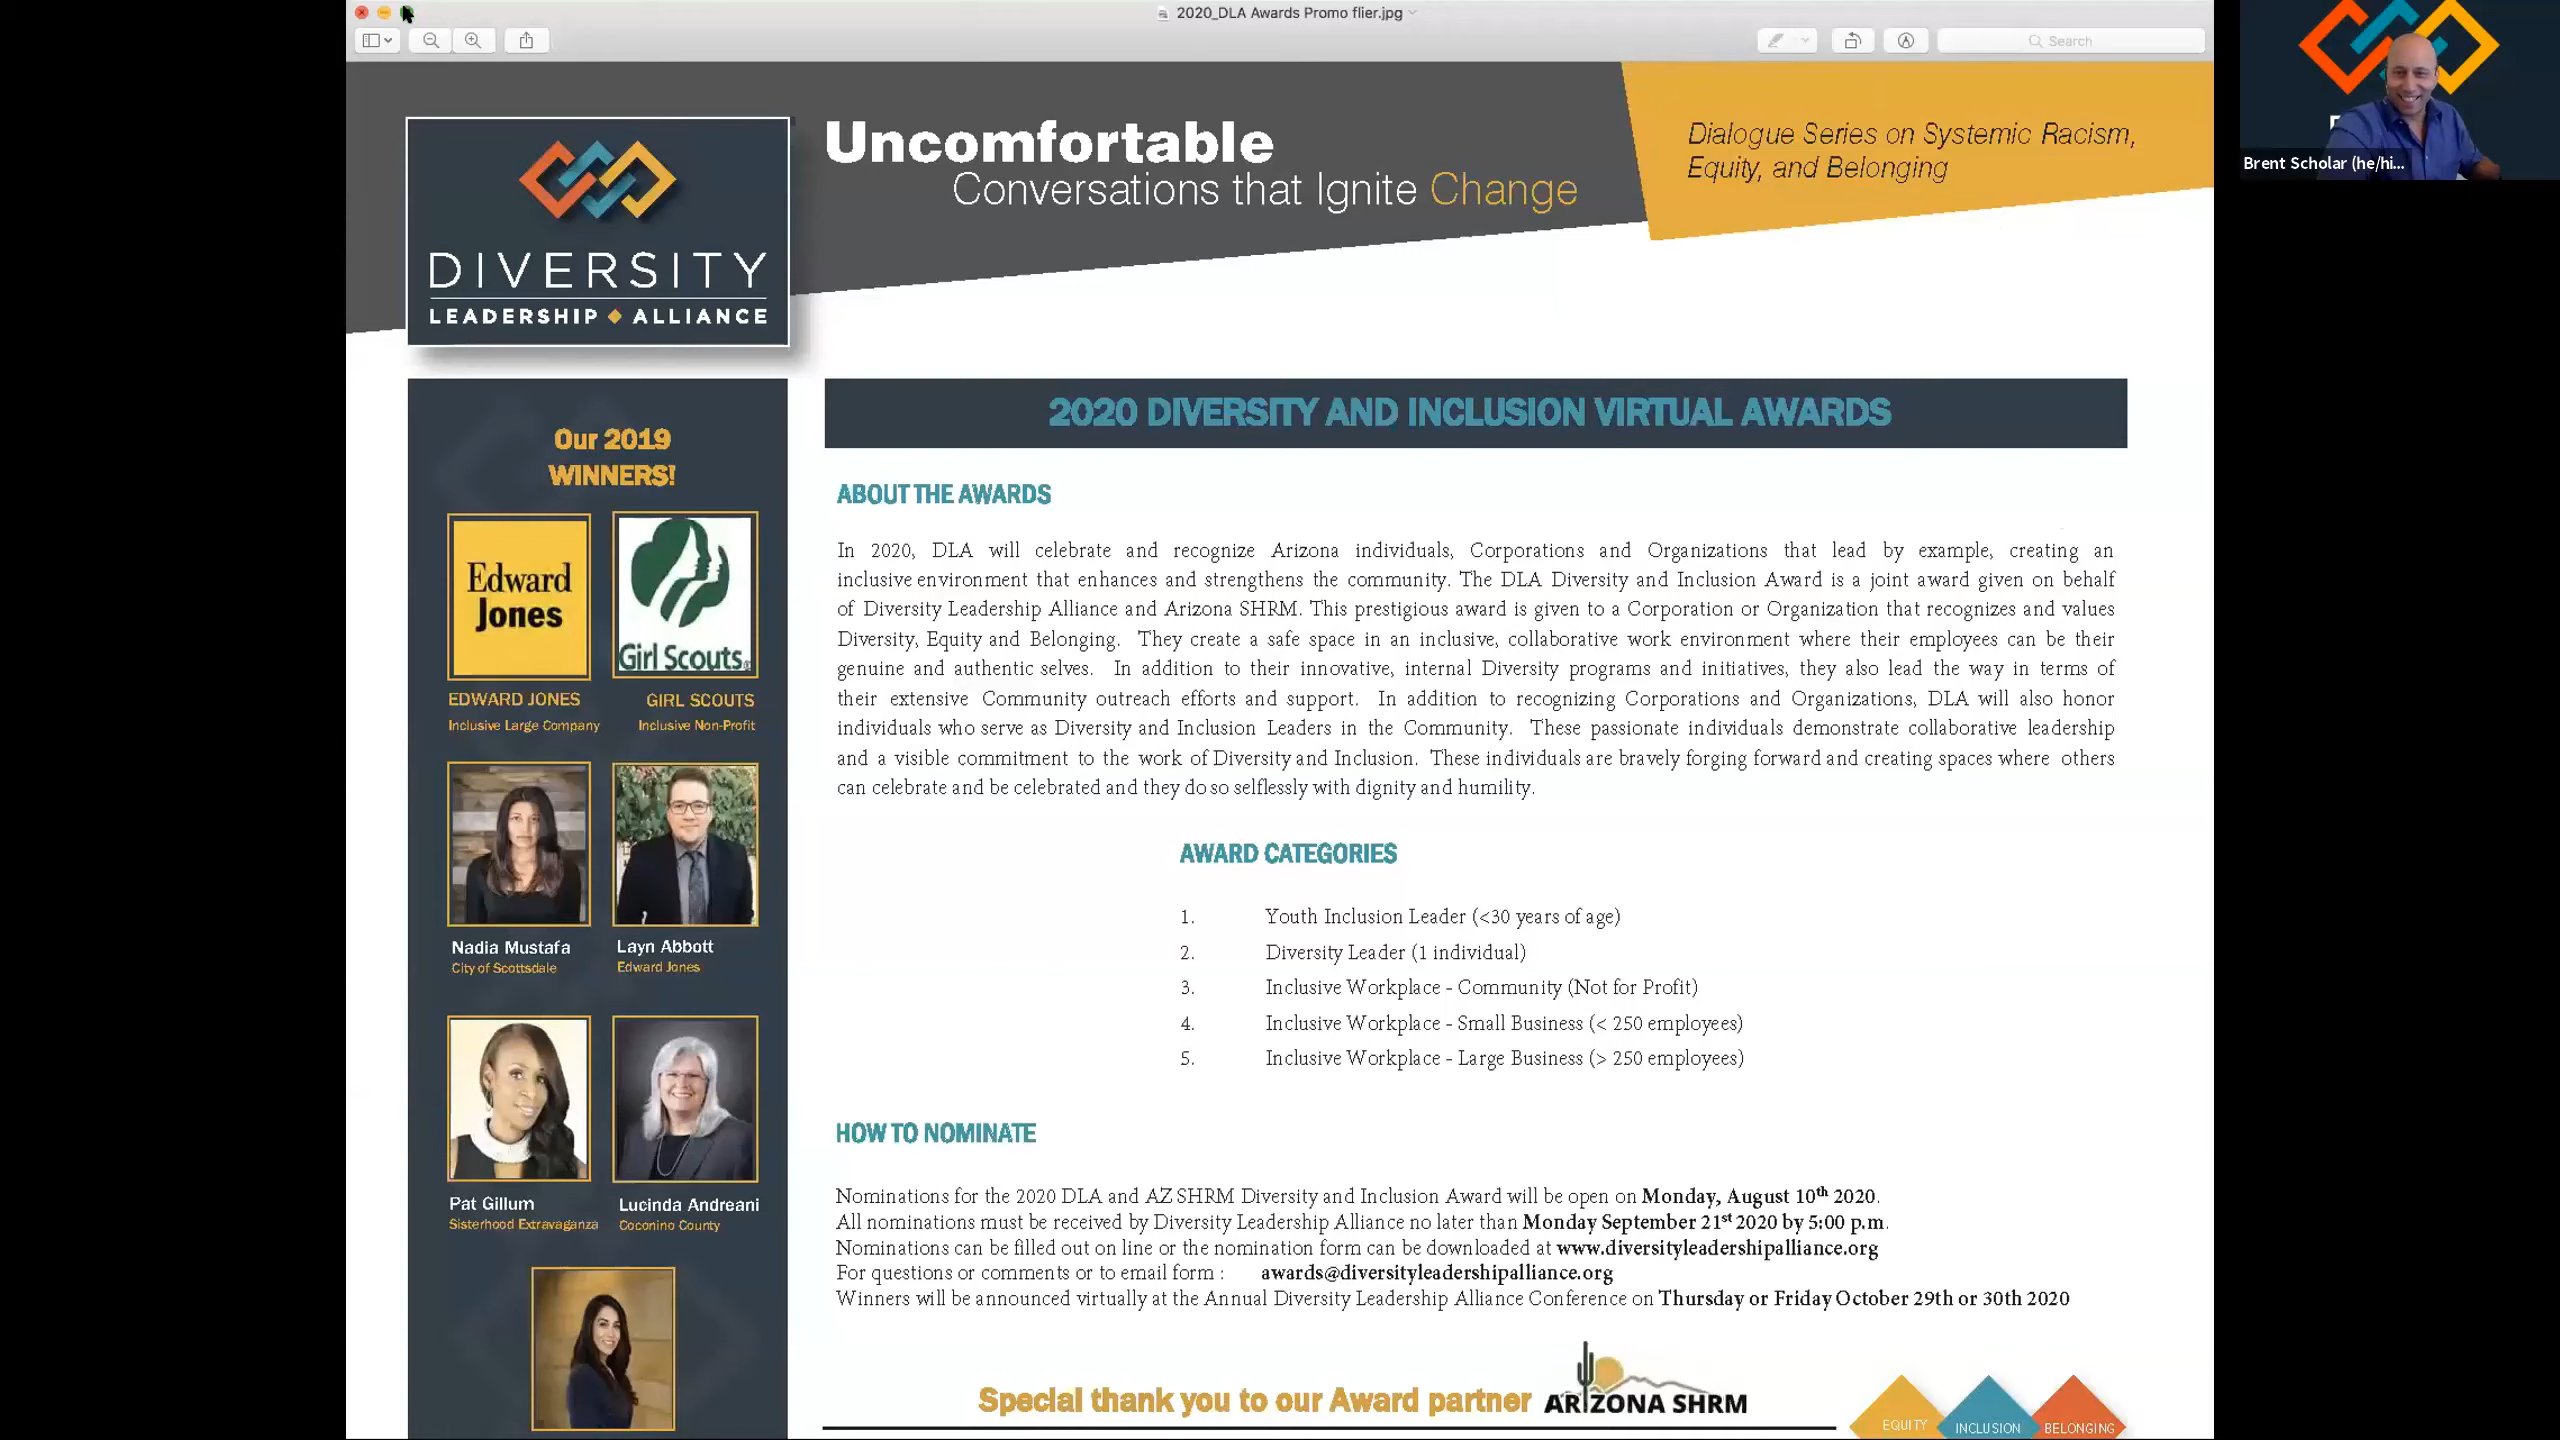 2020_DLA Awards Promo flier.jpg
Search
Brent Scholar (he/hi...
Uncomfortable
Conversations that Ignite Change
Dialogue Series on Systemic Racism,
Equity, and Belonging
DIVERSITY
LEADERSHIP ALLIANCE
Our 2019
WINNERS!
Edward
Jones
Girl Scouts
EDWARD JONES
Inclusive Large Company
GIRL SCOUTS
Inclusive Non-Profit
Nadia Mustafa
City of Scottsdale
Layn Abbott
Edward Jones
Pat Gillum
Sisterhood Extravaganza
Lucinda Andreani
Coconino County
2020 DIVERSITY AND INCLUSION VIRTUAL AWARDS
ABOUT THE AWARDS
In 2020, DLA will celebrate and recognize Arizona individuals, Corporations and Organizations that lead by example, creating an
inclusive environment that enhances and strengthens the community. The DLA Diversity and Inclusion Award is a joint award given on behalf
of Diversity Leadership Alliance and Arizona SHRM. This prestigious award is given to a Corporation or Organization that recognizes and values
Diversity, Equity and Belonging. They create a safe space in an inclusive, collaborative work environment where their employees can be their
genuine and authentic selves. In addition to their innovative, internal Diversity programs and initiatives, they also lead the way in terms of
their extensive Community outreach efforts and support. In addition to recognizing Corporations and Organizations, DLA will also honor
individuals who serve as Diversity and Inclusion Leaders in the Community. These passionate individuals demonstrate collaborative leadership
and a visible commitment to the work of Diversity and Inclusion. These individuals are bravely forging forward and creating spaces where others
can celebrate and be celebrated and they do so selflessly with dignity and humility.
AWARD CATEGORIES
1. Youth Inclusion Leader (<30 years of age)
2. Diversity Leader (1 individual)
3. Inclusive Workplace - Community (Not for Profit)
4. Inclusive Workplace - Small Business (< 250 employees)
5. Inclusive Workplace - Large Business (> 250 employees)
HOW TO NOMINATE
Nominations for the 2020 DLA and AZ SHRM Diversity and Inclusion Award will be open on Monday, August 10th 2020.
All nominations must be received by Diversity Leadership Alliance no later than Monday September 21st 2020 by 5:00 p.m.
Nominations can be filled out on line or the nomination form can be downloaded at www.diversityleadershipalliance.org
For questions or comments or to email form : awards@diversityleadershipalliance.org
Winners will be announced virtually at the Annual Diversity Leadership Alliance Conference on Thursday or Friday October 29th or 30th 2020
Special thank you to our Award partner ARIZONA SHRM
EQUITY INCLUSION BELONGING